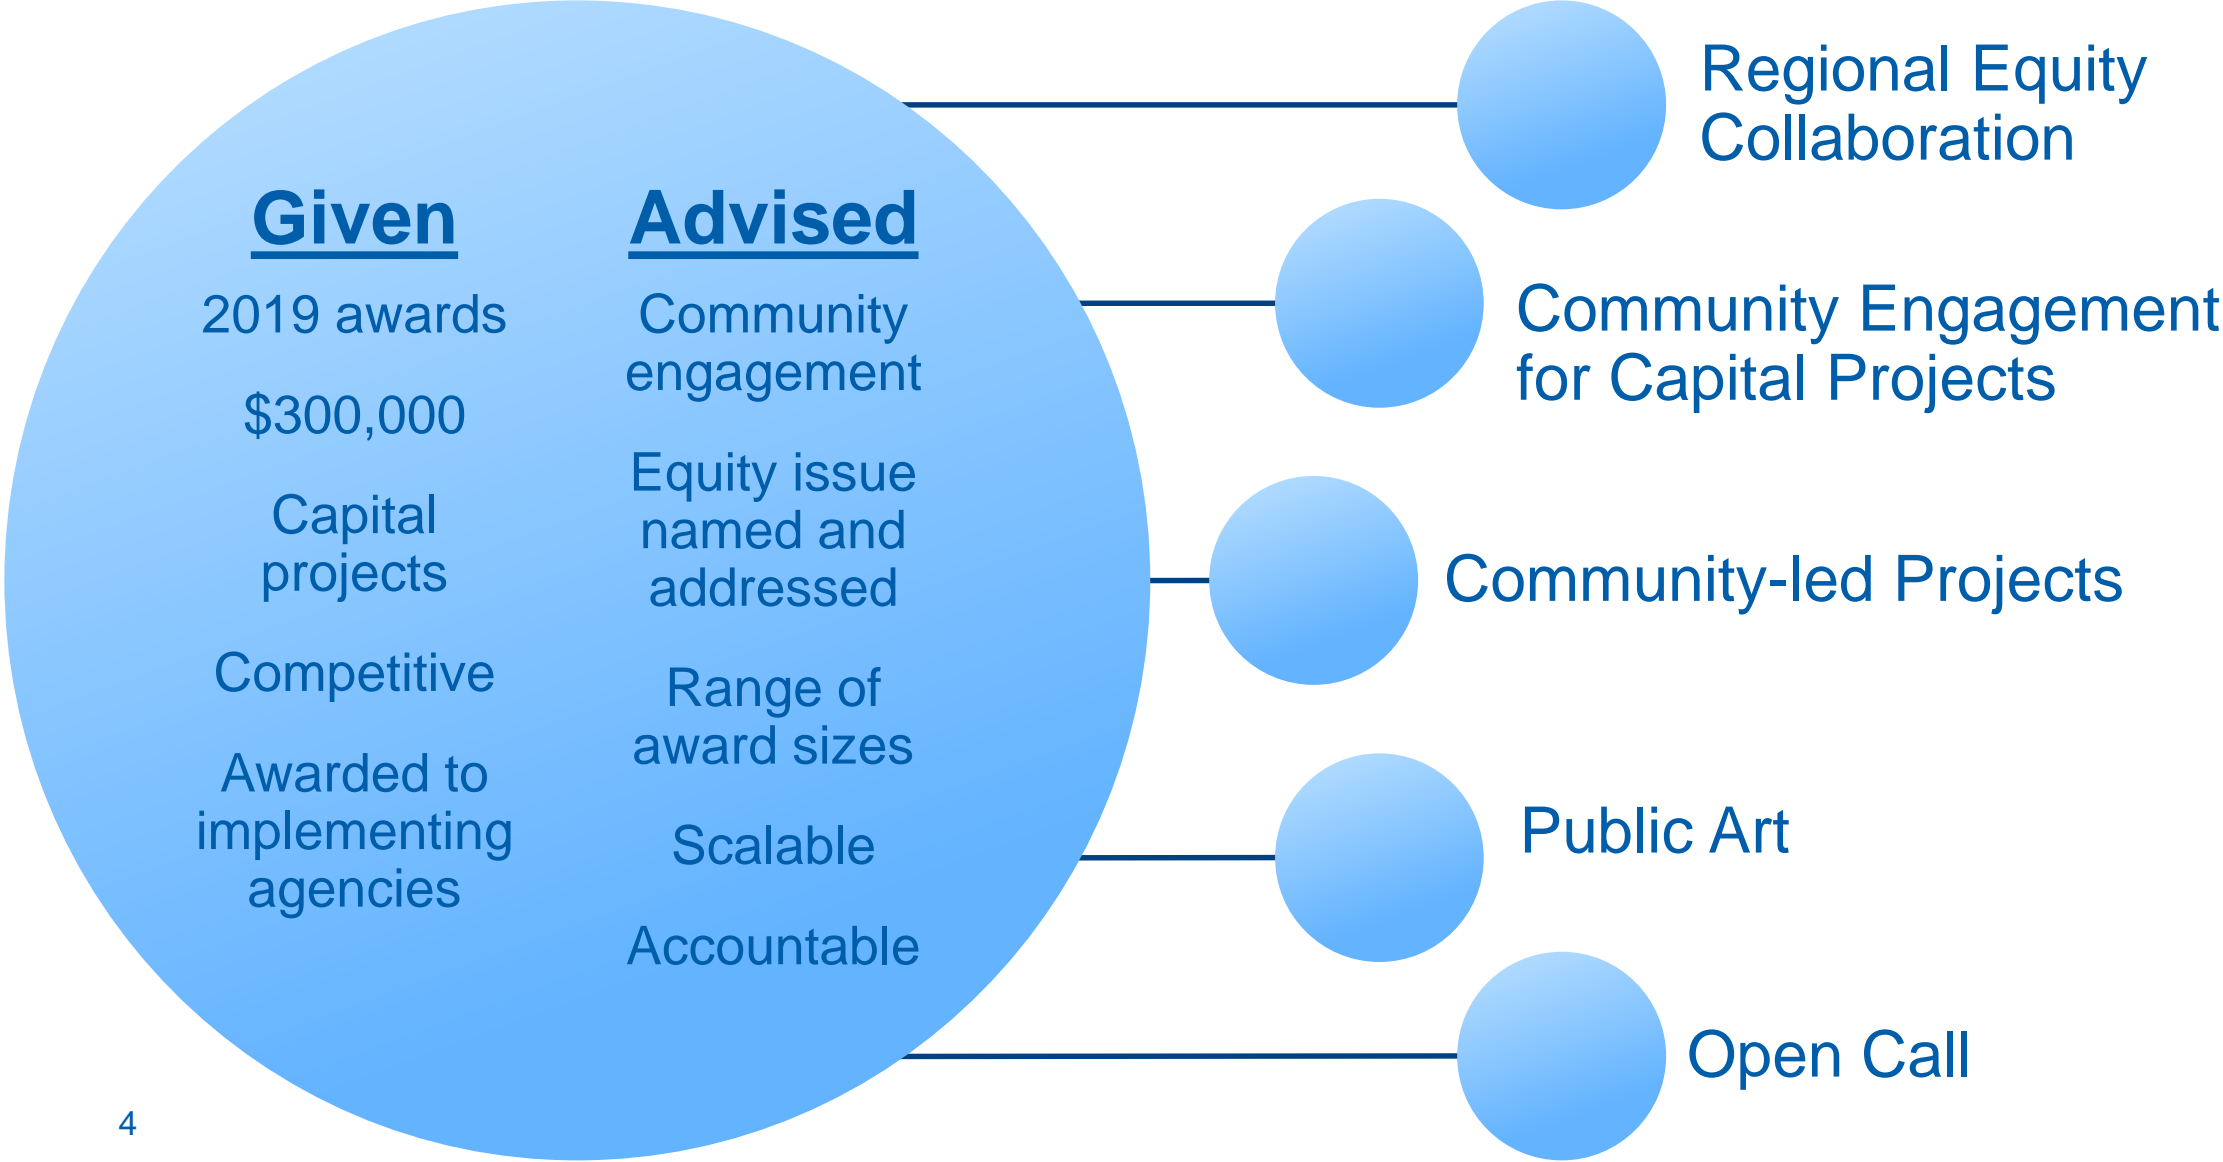 Given
2019 awards
$300,000
Capital
projects
Competitive
Awarded to
implementing
agencies
Advised
Community
engagement
Equity issue
named and
addressed
Range of
award sizes
Scalable
Accountable
Regional Equity
Collaboration
Community Engagement
for Capital Projects
Community-led Projects
Public Art
Open Call
4